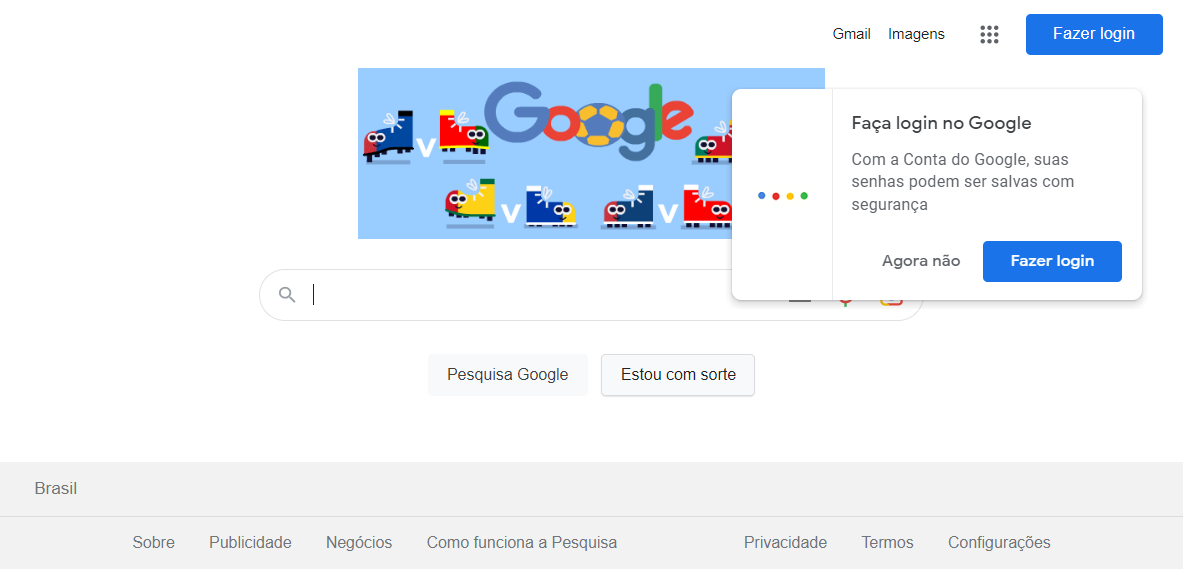 Gmail Imagens Fazer login
Google
Faça login no Google
Com a Conta do Google, suas
senhas podem ser salvas com
segurança
Agora não Fazer login
V
V V
Pesquisa Google Estou com sorte
Brasil
Sobre Publicidade Negócios Como funciona a Pesquisa Privacidade Termos Configurações